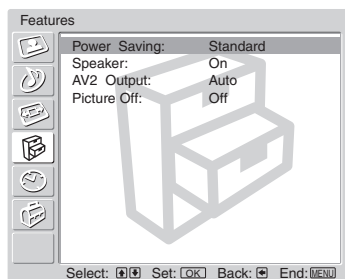 Features
Power Saving: Standard
Speaker: On
AV2 Output: Auto
Picture Off: Off
Select: Set: OK Back: End: MENU